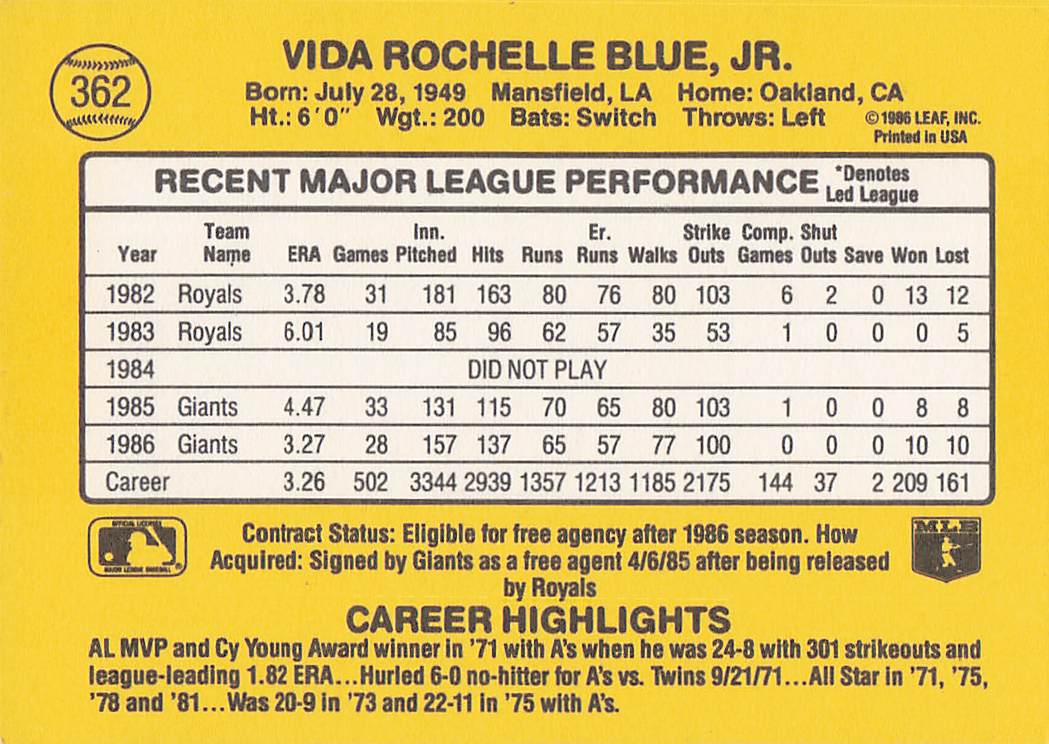 362
VIDA ROCHELLE BLUE, JR.
Born: July 28, 1949 Mansfield, LA Home: Oakland, CA
Ht.: 6'0" Wgt.: 200 Bats: Switch Throws: Left ©1986 LEAF, INC.
Printed in USA
RECENT MAJOR LEAGUE PERFORMANCE *Denotes
Led League
Team Inn. Er. Strike Comp. Shut
Year Name ERA Games Pitched Hits Runs Runs Walks Outs Games Outs Save Won Lost
1982 Royals 3.78 31 181 163 80 76 80 103 6 2 0 13 12
1983 Royals 6.01 19 85 96 62 57 35 53 1 0 0 0 5
1984 DID NOT PLAY
1985 Giants 4.47 33 131 115 70 65 80 103 1 0 0 8 8
1986 Giants 3.27 28 157 137 65 57 77 100 0 0 0 10 10
Career 3.26 502 3344 2939 1357 1213 1185 2175 144 37 2 209 161
OFFICIAL LICENSEE
MAJOR LEAGUE BASEBALL ®
MLB
Contract Status: Eligible for free agency after 1986 season. How
Acquired: Signed by Giants as a free agent 4/6/85 after being released
by Royals
CAREER HIGHLIGHTS
AL MVP and Cy Young Award winner in '71 with A's when he was 24-8 with 301 strikeouts and
league-leading 1.82 ERA...Hurled 6-0 no-hitter for A's vs. Twins 9/21/71...All Star in '71, '75,
'78 and '81...Was 20-9 in '73 and 22-11 in '75 with A's.